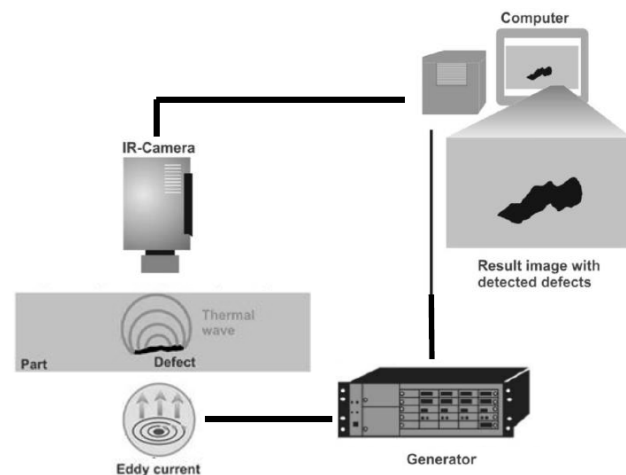 Computer
IR-Camera
Result image with
detected defects
Thermal
wave
Part
Defect
Eddy current
Generator